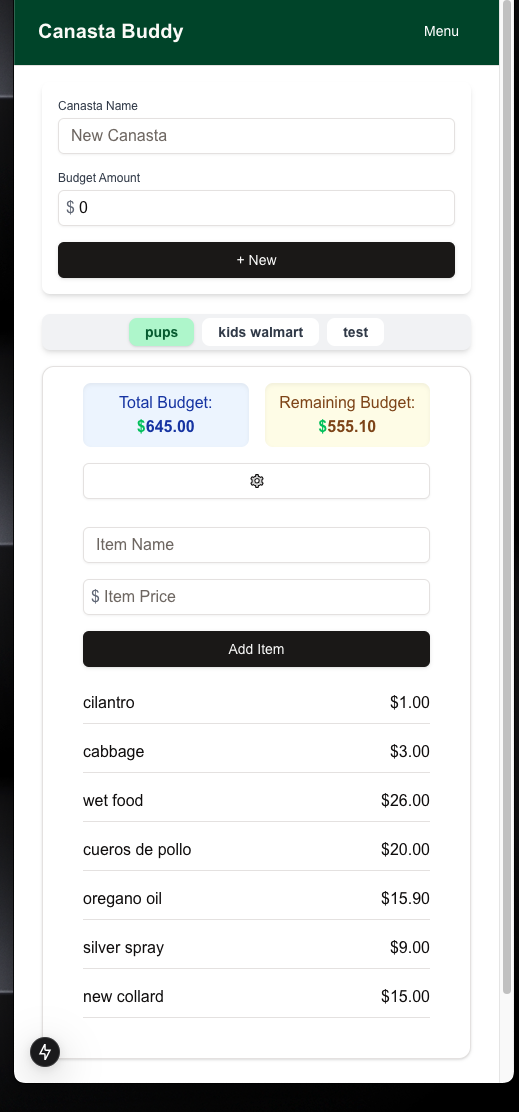 Canasta Buddy
Menu
Canasta Name
New Canasta
Budget Amount
$ 0
+ New
pups
kids walmart
test
Total Budget:
$645.00
Remaining Budget:
$555.10
Item Name
$ Item Price
Add Item
cilantro $1.00
cabbage $3.00
wet food $26.00
cueros de pollo $20.00
oregano oil $15.90
silver spray $9.00
new collard $15.00